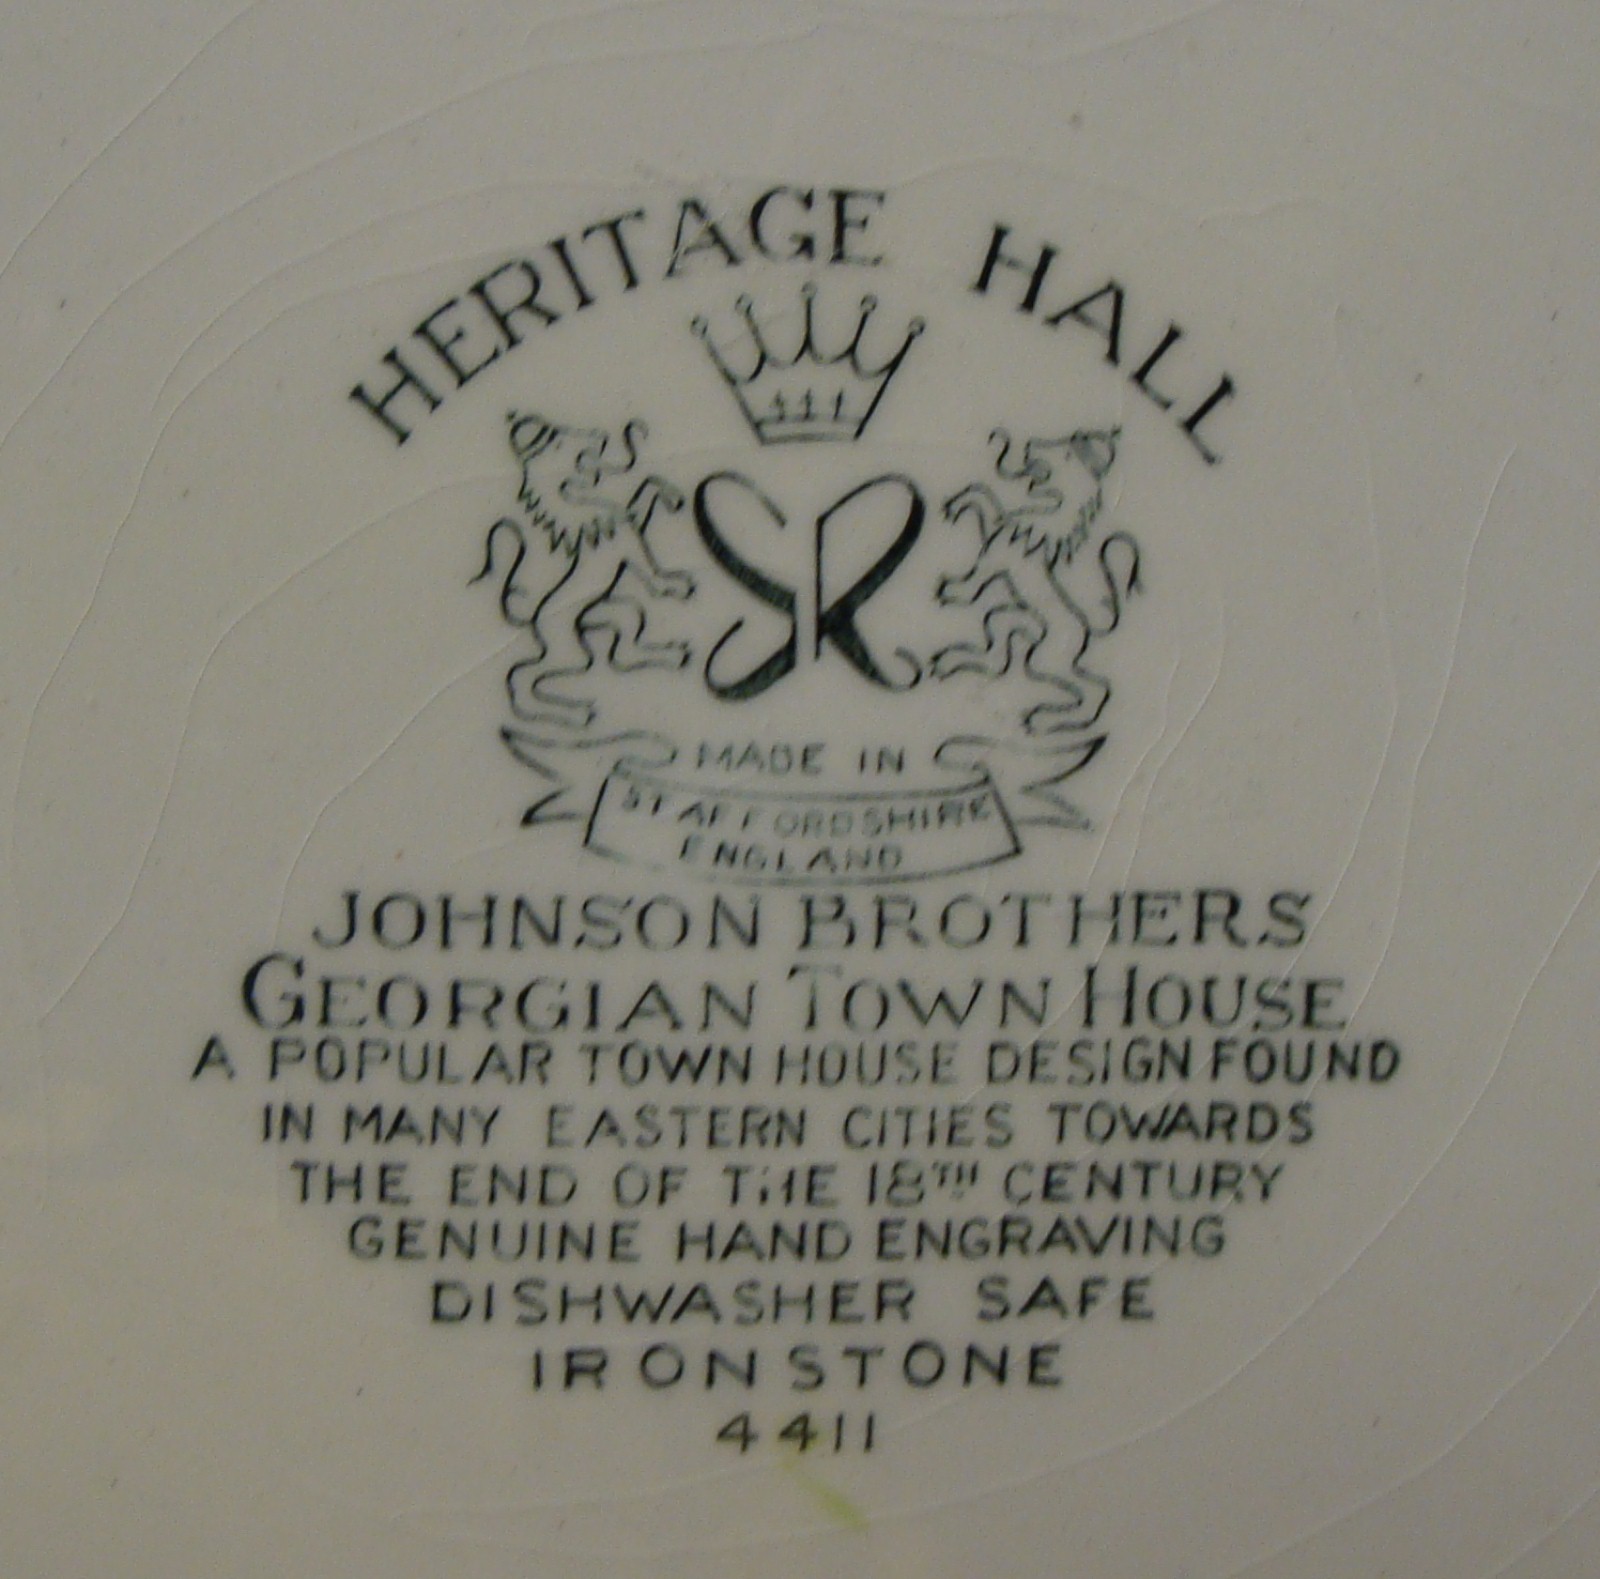 HERITAGE HALL
SR
MADE IN
STAFFORDSHIRE
ENGLAND
JOHNSON BROTHERS
GEORGIAN TOWN HOUSE
A POPULAR TOWN HOUSE DESIGN FOUND
IN MANY EASTERN CITIES TOWARDS
THE END OF THE 18TH CENTURY
GENUINE HAND ENGRAVING
DISHWASHER SAFE
IRONSTONE
4411